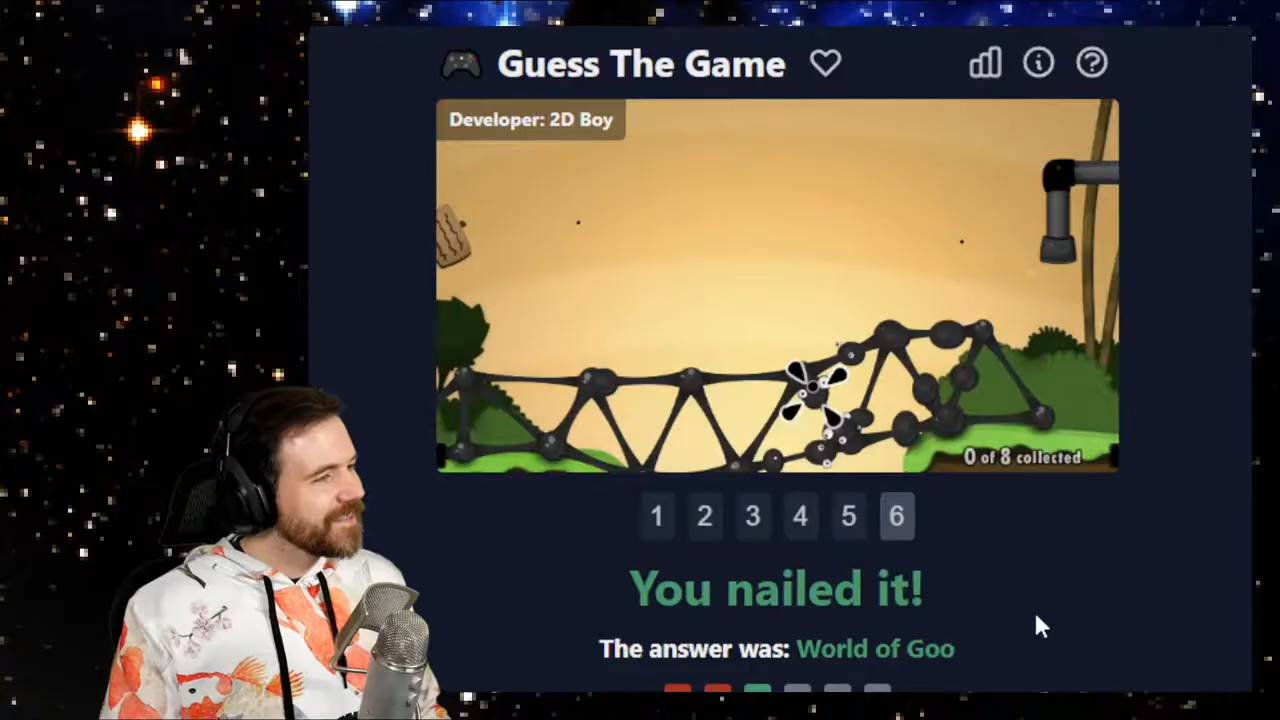 Guess The Game
Developer: 2D Boy
0 of 8 collected
1 2 3 4 5 6
You nailed it!
The answer was: World of Goo